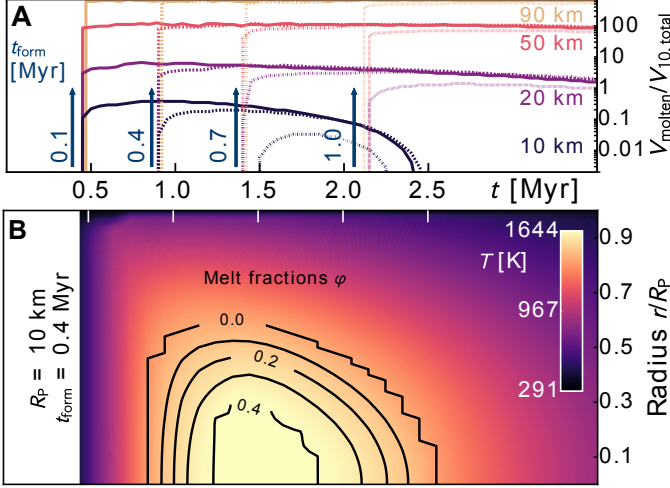 A
t_form
[Myr]
0.1
0.4
0.7
1.0
90 km
50 km
20 km
10 km
100
10
1
0.1
0.01
V_molten/V_10, total
0.5
1.0
1.5
2.0
2.5
t [Myr]
B
R_P = 10 km
t_form = 0.4 Myr
Melt fractions φ
0.0
0.2
0.4
1644
T [K]
967
291
0.9
0.7
0.5
0.3
0.1
Radius r/R_P